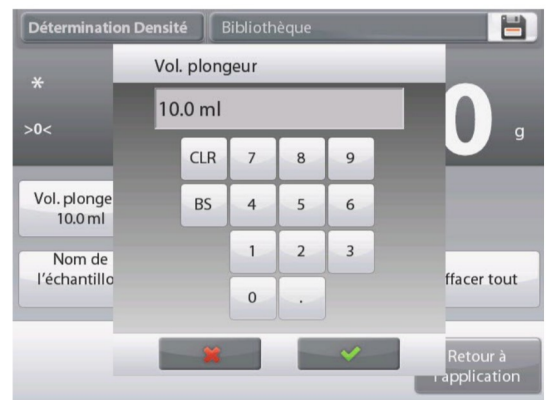 Détermination Densité
Bibliothèque
Vol. plongeur
10.0 ml
*
>0<
0 g
CLR 7 8 9
BS 4 5 6
1 2 3
0 .
Vol. plonge
10.0 ml
Nom de
l'échantillo
ffacer tout
Retour à
l'application